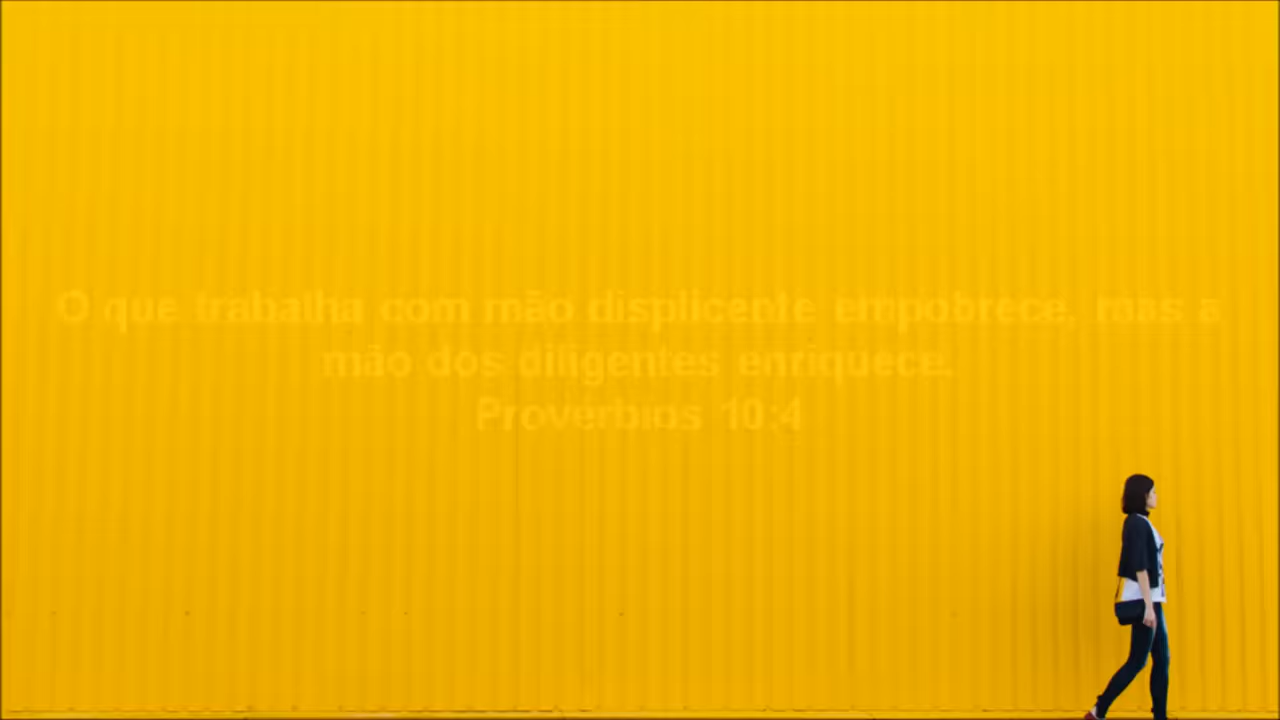 O que trabalha com mão displicente empobrece, mas a
mão dos diligentes enriquece.
Provérbios 10:4